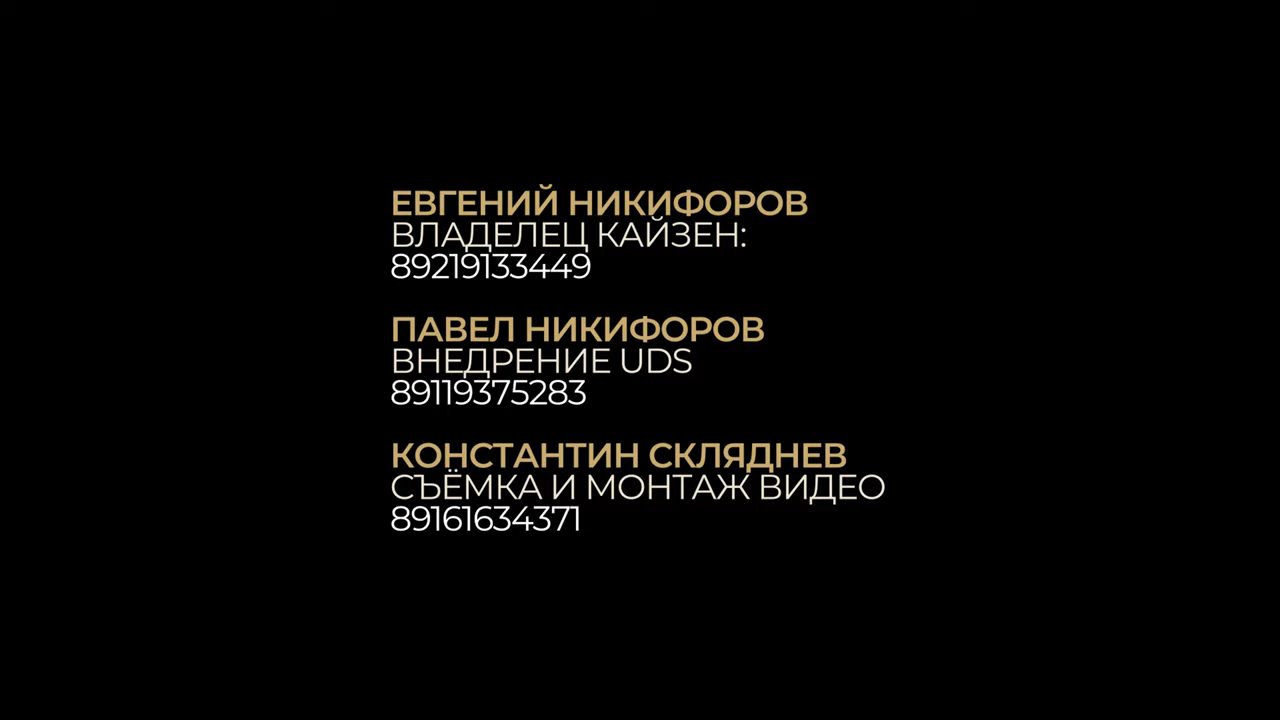 ЕВГЕНИЙ НИКИФОРОВ
ВЛАДЕЛЕЦ КАЙЗЕН:
89219133449
ПАВЕЛ НИКИФОРОВ
ВНЕДРЕНИЕ UDS
89119375283
КОНСТАНТИН СКЛЯДНЕВ
СЪЁМКА И МОНТАЖ ВИДЕО
89161634371